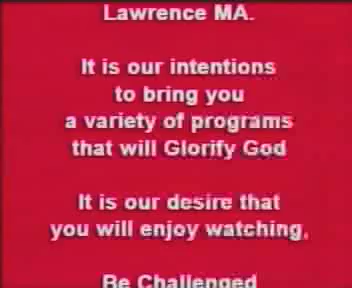 Lawrence MA.
It is our intentions
to bring you
a variety of programs
that will Glorify God
It is our desire that
you will enjoy watching,
Be Challenged